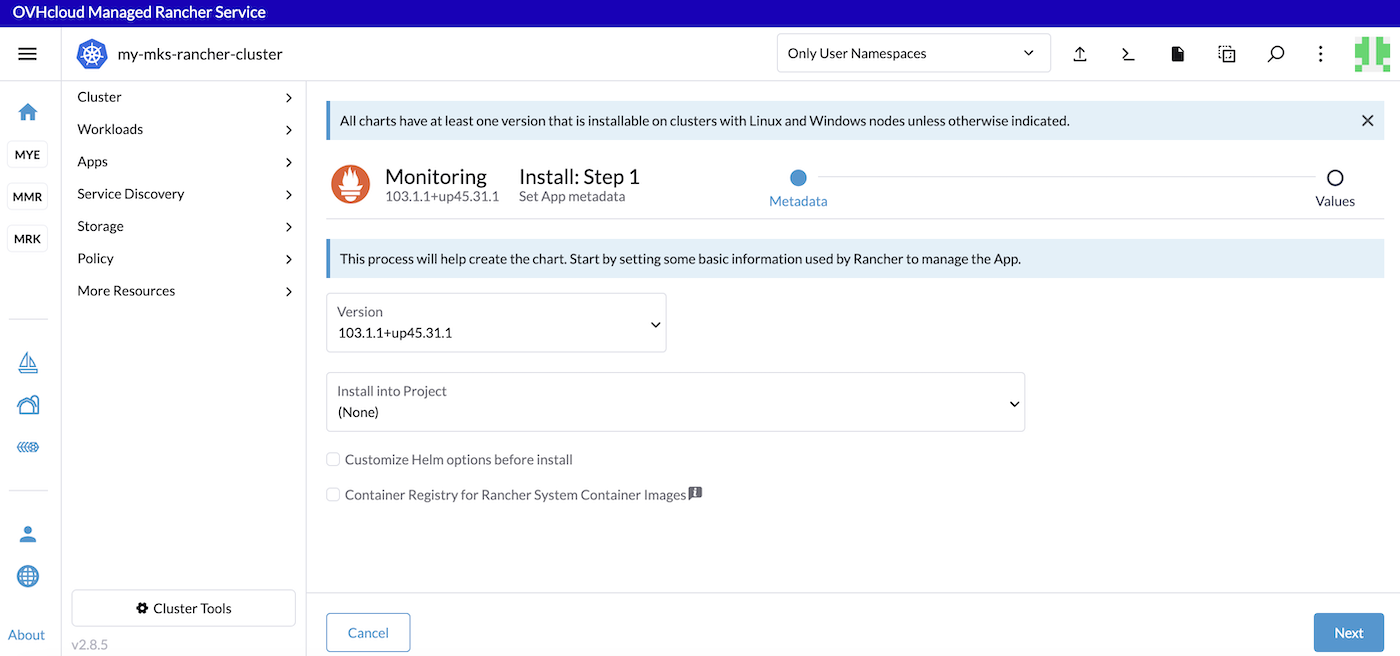 OVHcloud Managed Rancher Service
my-mks-rancher-cluster
Only User Namespaces
MYE
MMR
MRK
About
Cluster
Workloads
Apps
Service Discovery
Storage
Policy
More Resources
Cluster Tools
v2.8.5
All charts have at least one version that is installable on clusters with Linux and Windows nodes unless otherwise indicated.
Monitoring
103.1.1+up45.31.1
Install: Step 1
Set App metadata
Metadata
Values
This process will help create the chart. Start by setting some basic information used by Rancher to manage the App.
Version
103.1.1+up45.31.1
Install into Project
(None)
Customize Helm options before install
Container Registry for Rancher System Container Images
Cancel
Next